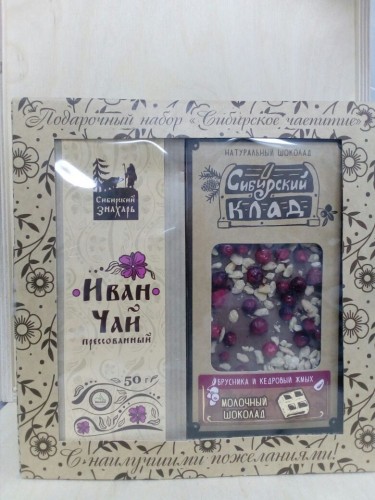 Подарочный набор «Сибирское чаепитие»
Сибирский
Знахарь
Иван
Чай
прессованный
50 гр
НАТУРАЛЬНЫЙ ШОКОЛАД
Сибирский
КЛАД
БРУСНИКА И КЕДРОВЫЙ ЖМЫХ
МОЛОЧНЫЙ
ШОКОЛАД
С наилучшими пожеланиями!